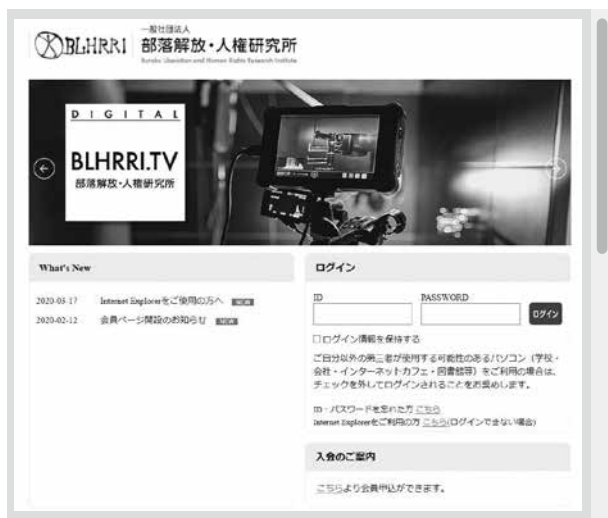 BLHRRI
一般社団法人
部落解放・人権研究所
Buraku Liberation and Human Rights Research Institute
DIGITAL
BLHRRI.TV
部落解放・人権研究所
What's New
2020-03-17 Internet Explorerをご使用の方へ NEW
2020-02-12 会員ページ開設のお知らせ NEW
ログイン
ID PASSWORD
ログイン
ログイン情報を保持する
ご自分以外の第三者が使用する可能性のあるパソコン（学校・
会社・インターネットカフェ・図書館等）をご利用の場合は、
チェックを外してログインされることをお奨めします。
ID・パスワードを忘れた方 こちら
Internet Explorerをご利用の方 こちら(ログインできない場合)
入会のご案内
こちらより会員申込ができます。